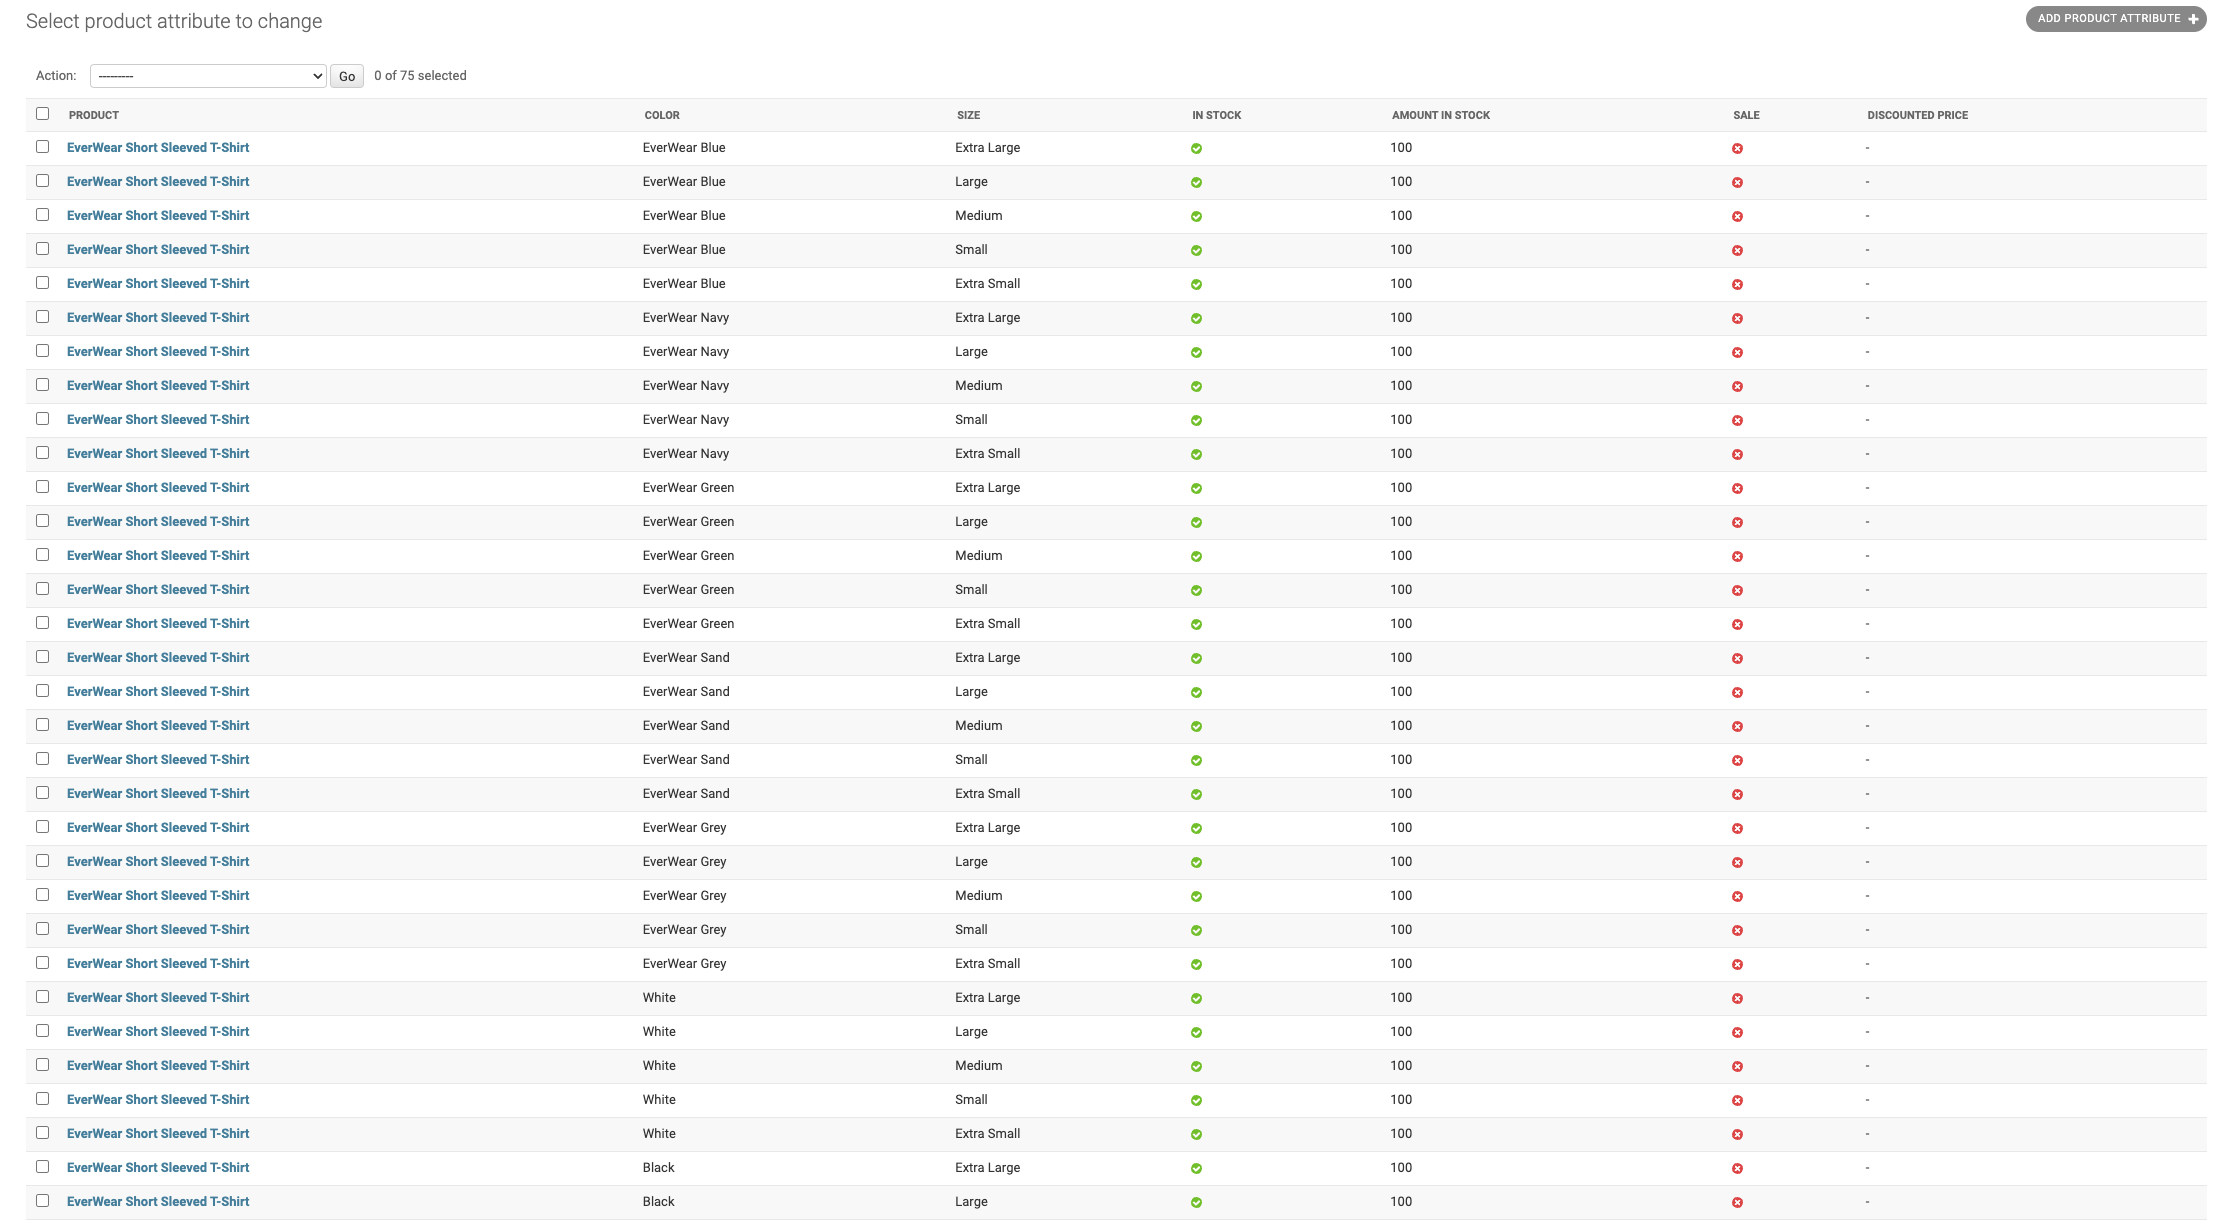 Select product attribute to change
ADD PRODUCT ATTRIBUTE +
Action: --------- Go 0 of 75 selected
PRODUCT COLOR SIZE IN STOCK AMOUNT IN STOCK SALE DISCOUNTED PRICE
EverWear Short Sleeved T-Shirt EverWear Blue Extra Large 100 -
EverWear Short Sleeved T-Shirt EverWear Blue Large 100 -
EverWear Short Sleeved T-Shirt EverWear Blue Medium 100 -
EverWear Short Sleeved T-Shirt EverWear Blue Small 100 -
EverWear Short Sleeved T-Shirt EverWear Blue Extra Small 100 -
EverWear Short Sleeved T-Shirt EverWear Navy Extra Large 100 -
EverWear Short Sleeved T-Shirt EverWear Navy Large 100 -
EverWear Short Sleeved T-Shirt EverWear Navy Medium 100 -
EverWear Short Sleeved T-Shirt EverWear Navy Small 100 -
EverWear Short Sleeved T-Shirt EverWear Navy Extra Small 100 -
EverWear Short Sleeved T-Shirt EverWear Green Extra Large 100 -
EverWear Short Sleeved T-Shirt EverWear Green Large 100 -
EverWear Short Sleeved T-Shirt EverWear Green Medium 100 -
EverWear Short Sleeved T-Shirt EverWear Green Small 100 -
EverWear Short Sleeved T-Shirt EverWear Green Extra Small 100 -
EverWear Short Sleeved T-Shirt EverWear Sand Extra Large 100 -
EverWear Short Sleeved T-Shirt EverWear Sand Large 100 -
EverWear Short Sleeved T-Shirt EverWear Sand Medium 100 -
EverWear Short Sleeved T-Shirt EverWear Sand Small 100 -
EverWear Short Sleeved T-Shirt EverWear Sand Extra Small 100 -
EverWear Short Sleeved T-Shirt EverWear Grey Extra Large 100 -
EverWear Short Sleeved T-Shirt EverWear Grey Large 100 -
EverWear Short Sleeved T-Shirt EverWear Grey Medium 100 -
EverWear Short Sleeved T-Shirt EverWear Grey Small 100 -
EverWear Short Sleeved T-Shirt EverWear Grey Extra Small 100 -
EverWear Short Sleeved T-Shirt White Extra Large 100 -
EverWear Short Sleeved T-Shirt White Large 100 -
EverWear Short Sleeved T-Shirt White Medium 100 -
EverWear Short Sleeved T-Shirt White Small 100 -
EverWear Short Sleeved T-Shirt White Extra Small 100 -
EverWear Short Sleeved T-Shirt Black Extra Large 100 -
EverWear Short Sleeved T-Shirt Black Large 100 -